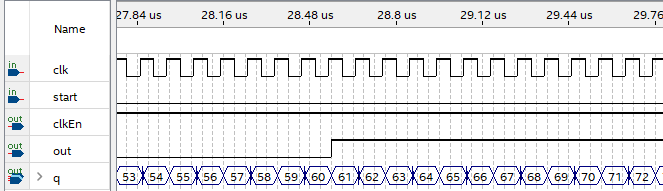 27.84 us 28.16 us 28.48 us 28.8 us 29.12 us 29.44 us 29.76
Name
in clk
in start
out clkEn
out out
out > q 53 54 55 56 57 58 59 60 61 62 63 64 65 66 67 68 69 70 71 72